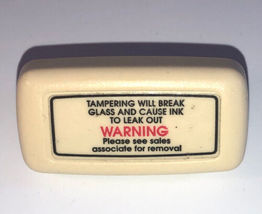 TAMPERING WILL BREAK
GLASS AND CAUSE INK
TO LEAK OUT
WARNING
Please see sales
associate for removal